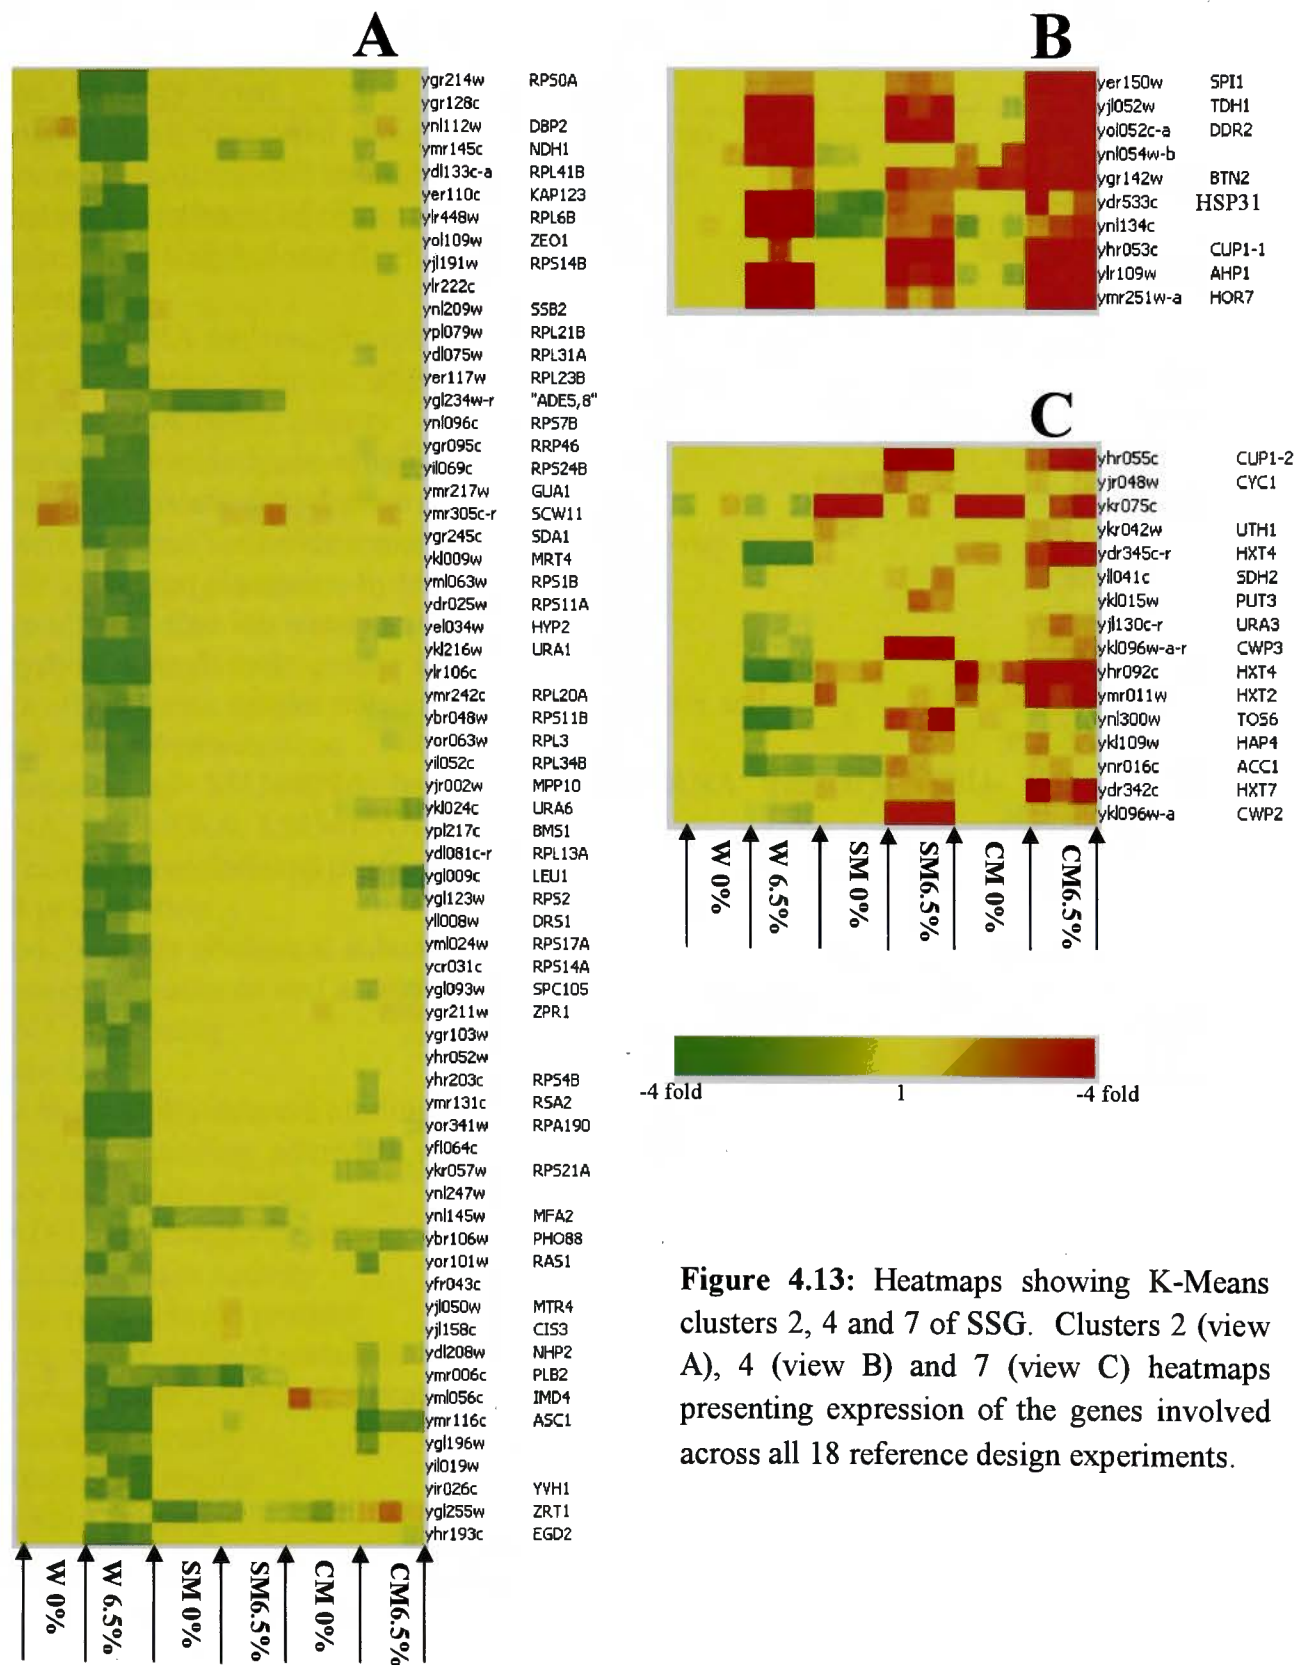 A
ygr214w RPS0A
ygr128c
ynl112w DBP2
ymr145c NDH1
ydl133c-a RPL41B
yer110c KAP123
ylr448w RPL6B
yol109w ZEO1
yjl191w RPS14B
ylr222c
ynl209w SSB2
ypl079w RPL21B
ydl075w RPL31A
yer117w RPL23B
ygl234w-r "ADE5,8"
ynl096c RPS7B
ygr095c RRP46
yil069c RPS24B
ymr217w GUA1
ymr305c-r SCW11
ygr245c SDA1
ykl009w MRT4
yml063w RPS1B
ydr025w RPS11A
yel034w HYP2
ykl216w URA1
ylr106c
ymr242c RPL20A
ybr048w RPS11B
yor063w RPL3
yil052c RPL34B
yjr002w MPP10
ykl024c URA6
ypl217c BMS1
ydl081c-r RPL13A
ygl009c LEU1
ygl123w RPS2
yll008w DRS1
yml024w RPS17A
ycr031c RPS14A
ygl093w SPC105
ygr211w ZPR1
ygr103w
yhr052w
yhr203c RPS4B
ymr131c RSA2
yor341w RPA190
yfl064c
ykr057w RPS21A
ynl247w
ynl145w MFA2
ybr106w PHO88
yor101w RAS1
yfr043c
yjl050w MTR4
yjl158c CIS3
ydl208w NHP2
ymr006c PLB2
yml056c IMD4
ymr116c ASC1
ygl196w
yil019w
yir026c YVH1
ygl255w ZRT1
yhr193c EGD2
W 0%
W 6.5%
SM 0%
SM6.5%
CM 0%
CM6.5%
B
yer150w SPI1
yjl052w TDH1
yol052c-a DDR2
ynl054w-b
ygr142w BTN2
ydr533c HSP31
ynl134c
yhr053c CUP1-1
ylr109w AHP1
ymr251w-a HOR7
C
yhr055c CUP1-2
yjr048w CYC1
ykr075c
ykr042w UTH1
ydr345c-r HXT4
yll041c SDH2
ykl015w PUT3
yjl130c-r URA3
ykl096w-a-r CWP3
yhr092c HXT4
ymr011w HXT2
ynl300w TOS6
ykl109w HAP4
ynr016c ACC1
ydr342c HXT7
ykl096w-a CWP2
W 0%
W 6.5%
SM 0%
SM6.5%
CM 0%
CM6.5%
-4 fold 1 -4 fold
Figure 4.13: Heatmaps showing K-Means
clusters 2, 4 and 7 of SSG. Clusters 2 (view
A), 4 (view B) and 7 (view C) heatmaps
presenting expression of the genes involved
across all 18 reference design experiments.